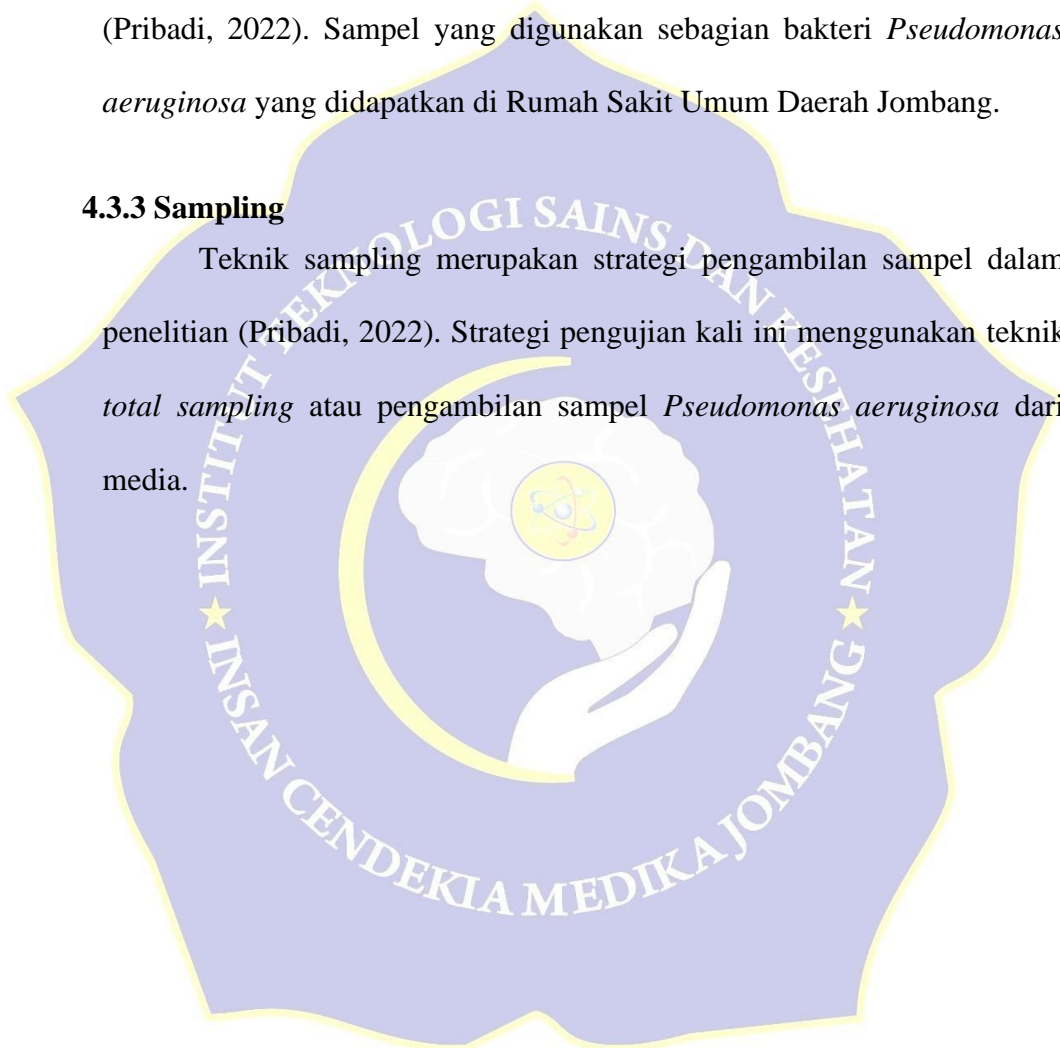 (Pribadi, 2022). Sampel yang digunakan sebagian bakteri Pseudomonas
aeruginosa yang didapatkan di Rumah Sakit Umum Daerah Jombang.
4.3.3 Sampling
Teknik sampling merupakan strategi pengambilan sampel dalam
penelitian (Pribadi, 2022). Strategi pengujian kali ini menggunakan teknik
total sampling atau pengambilan sampel Pseudomonas aeruginosa dari
media.
INSTITUT TEKNOLOGI SAINS DAN KESEHATAN
INSAN CENDEKIA MEDIKA JOMBANG